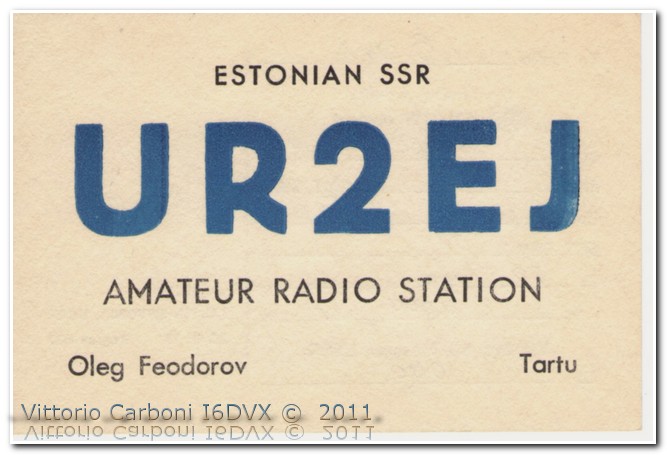 ESTONIAN SSR
UR2EJ
AMATEUR RADIO STATION
Oleg Feodorov Tartu
Vittorio Carboni I6DVX © 2011